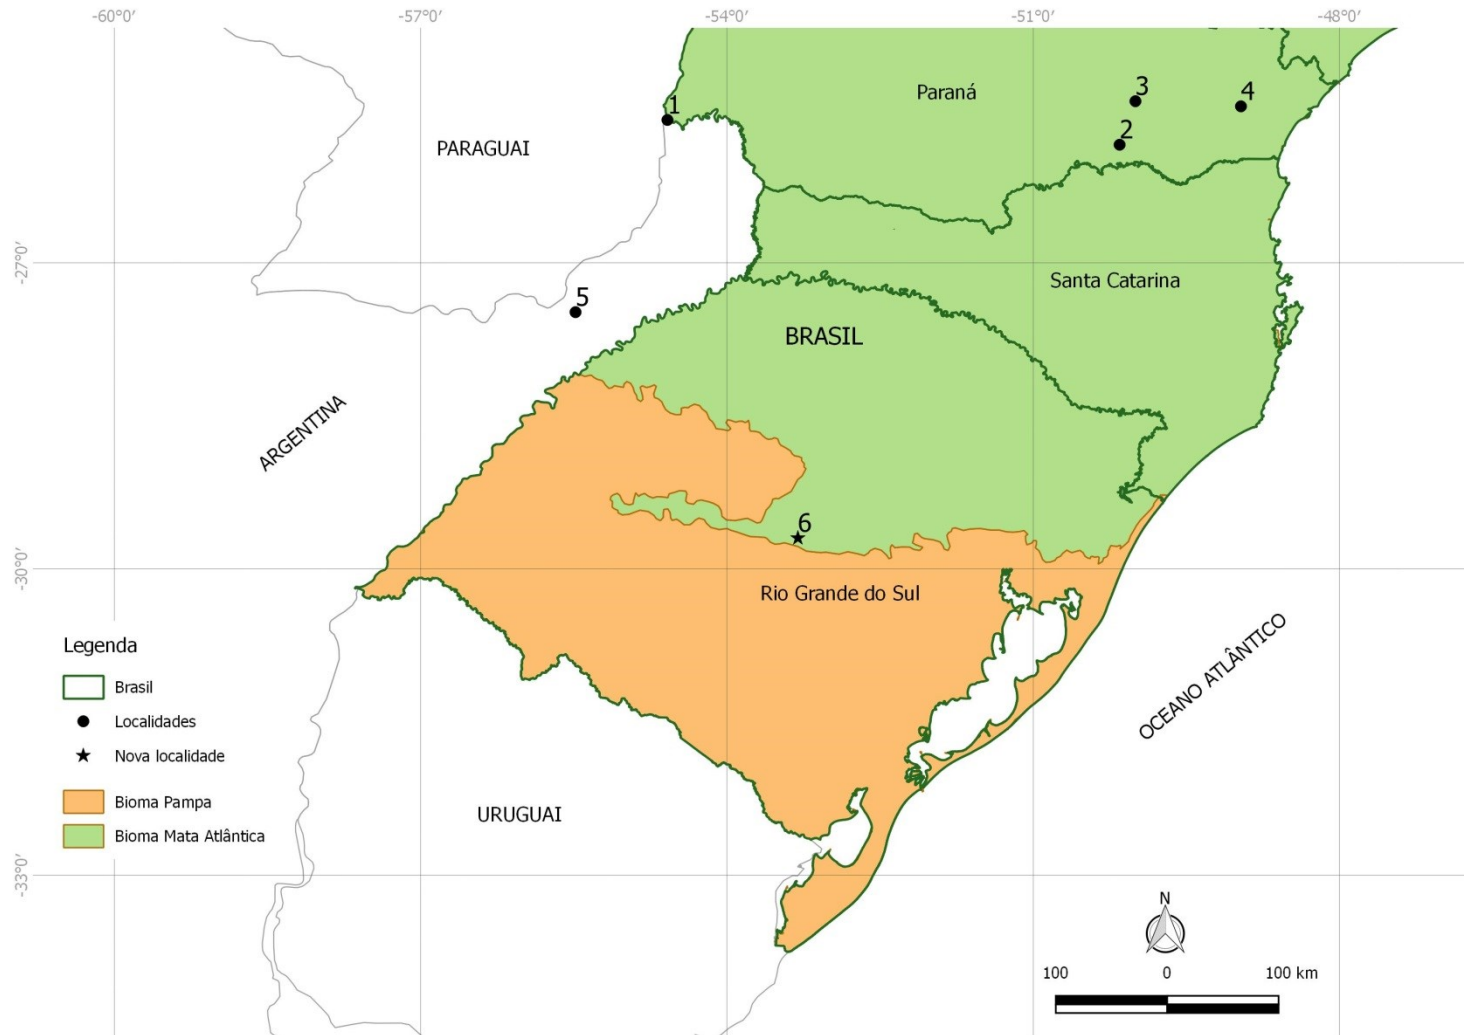 -60°0' -57°0' -54°0' -51°0' -48°0'
1
3
4
Paraná
2
PARAGUAI
-27°0'
Santa Catarina
5
BRASIL
ARGENTINA
6
-30°0'
Rio Grande do Sul
OCEANO ATLÂNTICO
Legenda
Brasil
Localidades
Nova localidade
Bioma Pampa
Bioma Mata Atlântica
URUGUAI
-33°0'
N
100 0 100 km